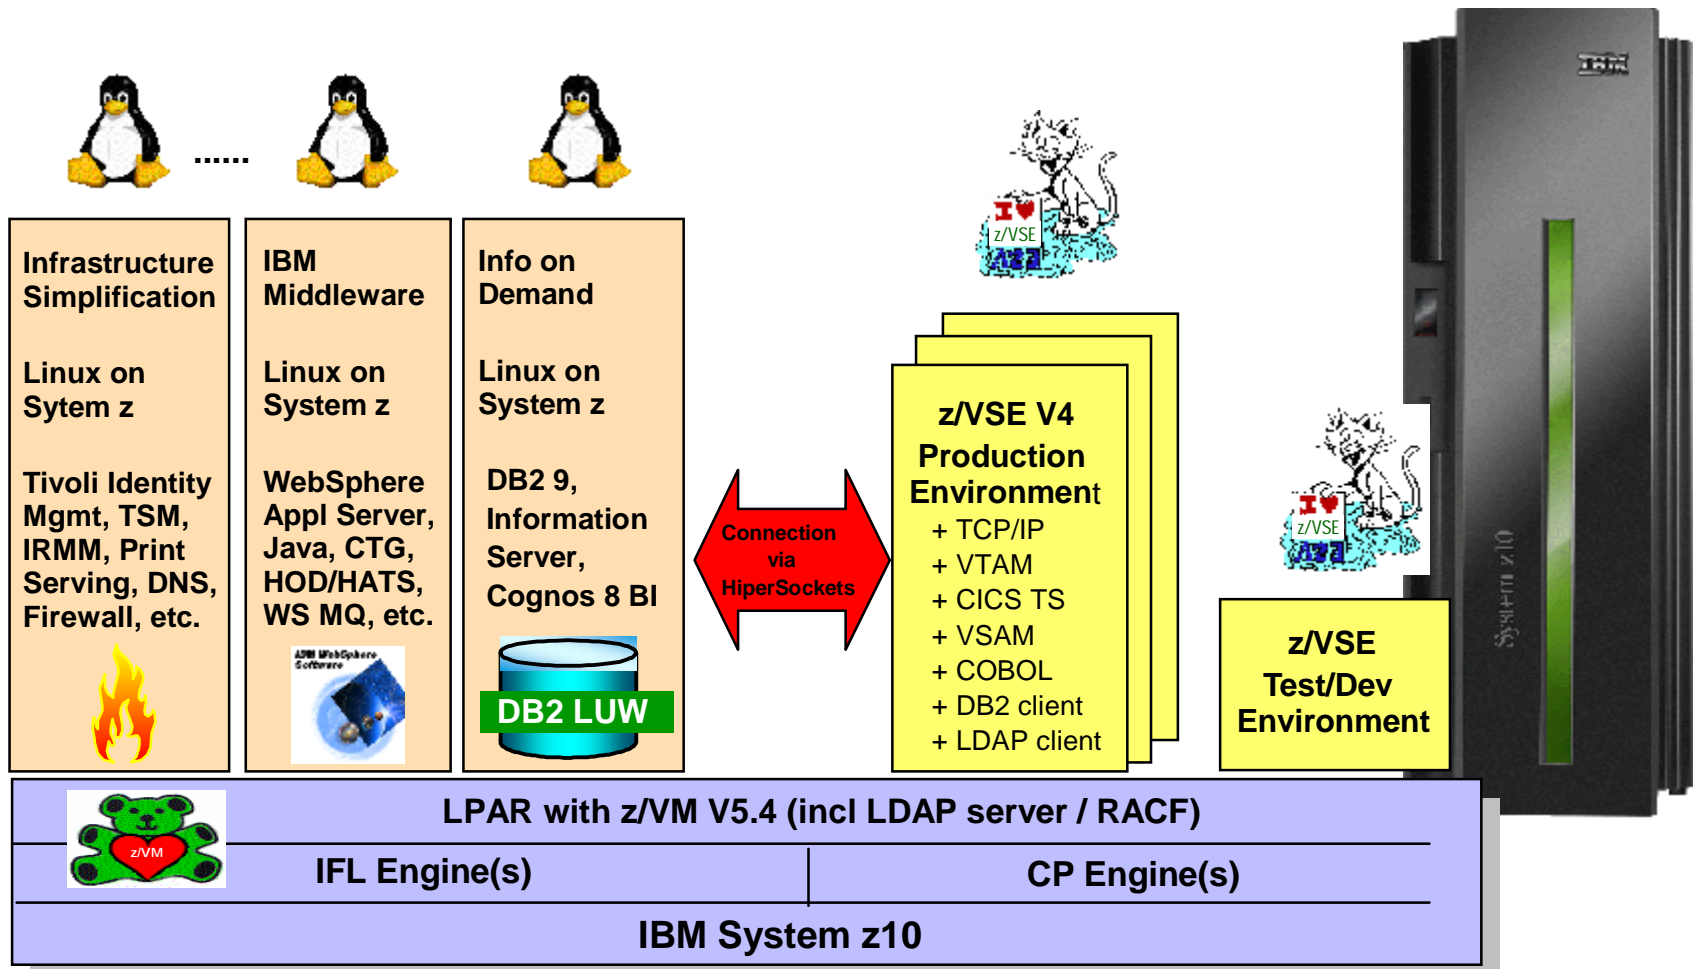 ......
Infrastructure
Simplification
Linux on
Sytem z
Tivoli Identity
Mgmt, TSM,
IRMM, Print
Serving, DNS,
Firewall, etc.
IBM
Middleware
Linux on
System z
WebSphere
Appl Server,
Java, CTG,
HOD/HATS,
WS MQ, etc.
IBM WebSphere
Software
Info on
Demand
Linux on
System z
DB2 9,
Information
Server,
Cognos 8 BI
DB2 LUW
Connection
via
HiperSockets
I
z/VSE
z/VSE V4
Production
Environment
+ TCP/IP
+ VTAM
+ CICS TS
+ VSAM
+ COBOL
+ DB2 client
+ LDAP client
I
z/VSE
z/VSE
Test/Dev
Environment
IBM
System z10
LPAR with z/VM V5.4 (incl LDAP server / RACF)
z/VM
IFL Engine(s)
CP Engine(s)
IBM System z10